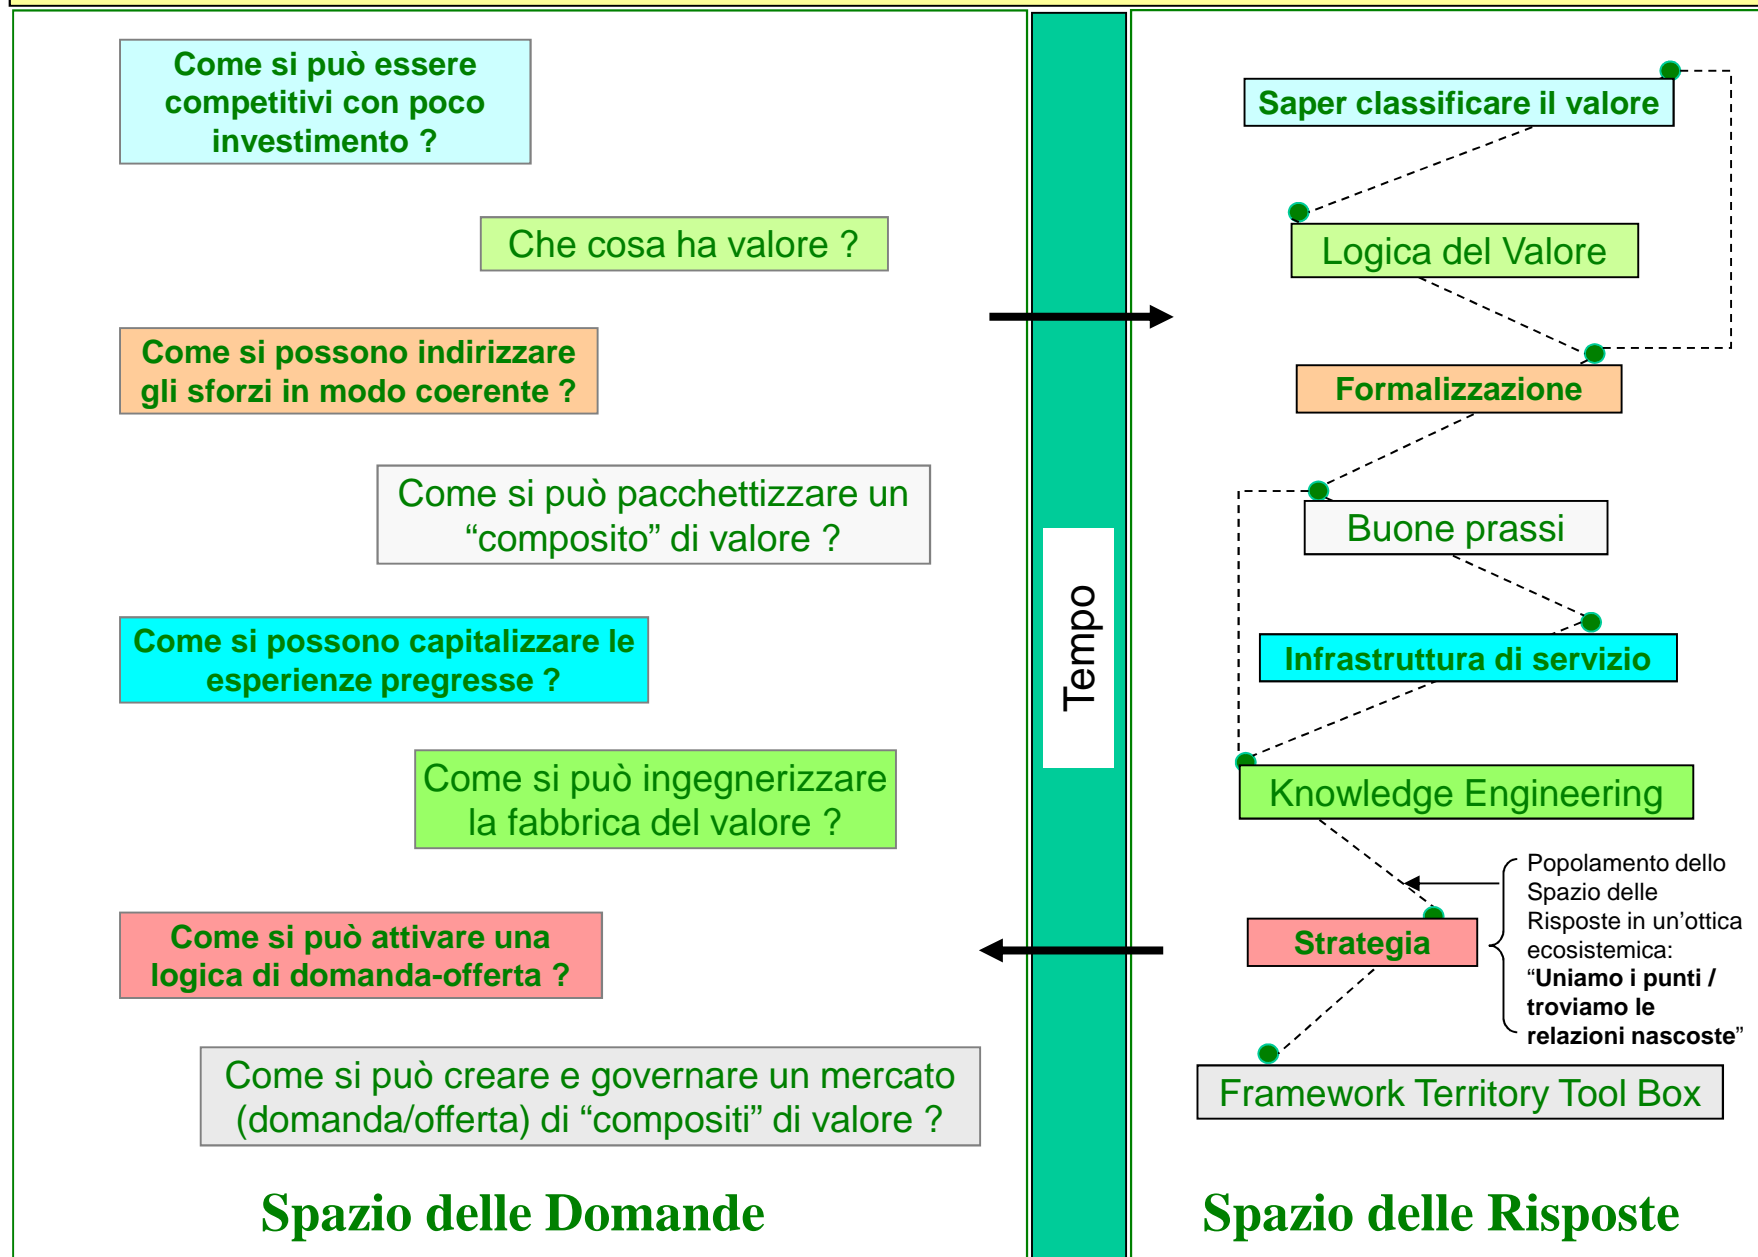 Come si può essere
competitivi con poco
investimento ?
Che cosa ha valore ?
Come si possono indirizzare
gli sforzi in modo coerente ?
Come si può pacchettizzare un
“composito” di valore ?
Come si possono capitalizzare le
esperienze pregresse ?
Come si può ingegnerizzare
la fabbrica del valore ?
Come si può attivare una
logica di domanda-offerta ?
Come si può creare e governare un mercato
(domanda/offerta) di “compositi” di valore ?
Spazio delle Domande
Tempo
Saper classificare il valore
Logica del Valore
Formalizzazione
Buone prassi
Infrastruttura di servizio
Knowledge Engineering
Strategia
Popolamento dello
Spazio delle
Risposte in un’ottica
ecosistemica:
“Uniamo i punti /
troviamo le
relazioni nascoste”
Framework Territory Tool Box
Spazio delle Risposte